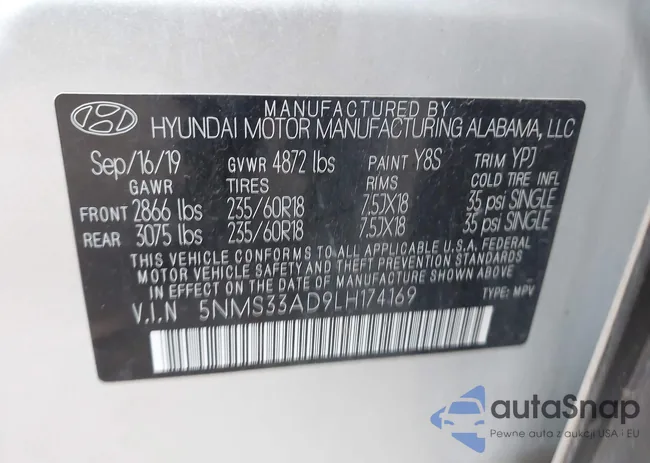 MANUFACTURED BY
HYUNDAI MOTOR MANUFACTURING ALABAMA, LLC
Sep/16/19 GVWR 4872 lbs PAINT Y8S TRIM YPJ
GAWR TIRES RIMS COLD TIRE INFL
FRONT 2866 lbs 235/60R18 7.5JX18 35 psi SINGLE
REAR 3075 lbs 235/60R18 7.5JX18 35 psi SINGLE
THIS VEHICLE CONFORMS TO ALL APPLICABLE U.S.A. FEDERAL
MOTOR VEHICLE SAFETY AND THEFT PREVENTION STANDARDS
IN EFFECT ON THE DATE OF MANUFACTURE SHOWN ABOVE.
V.I.N 5NMS33AD9LH174169 TYPE: MPV
autaSnap
Pewne auta z aukcji USA · EU